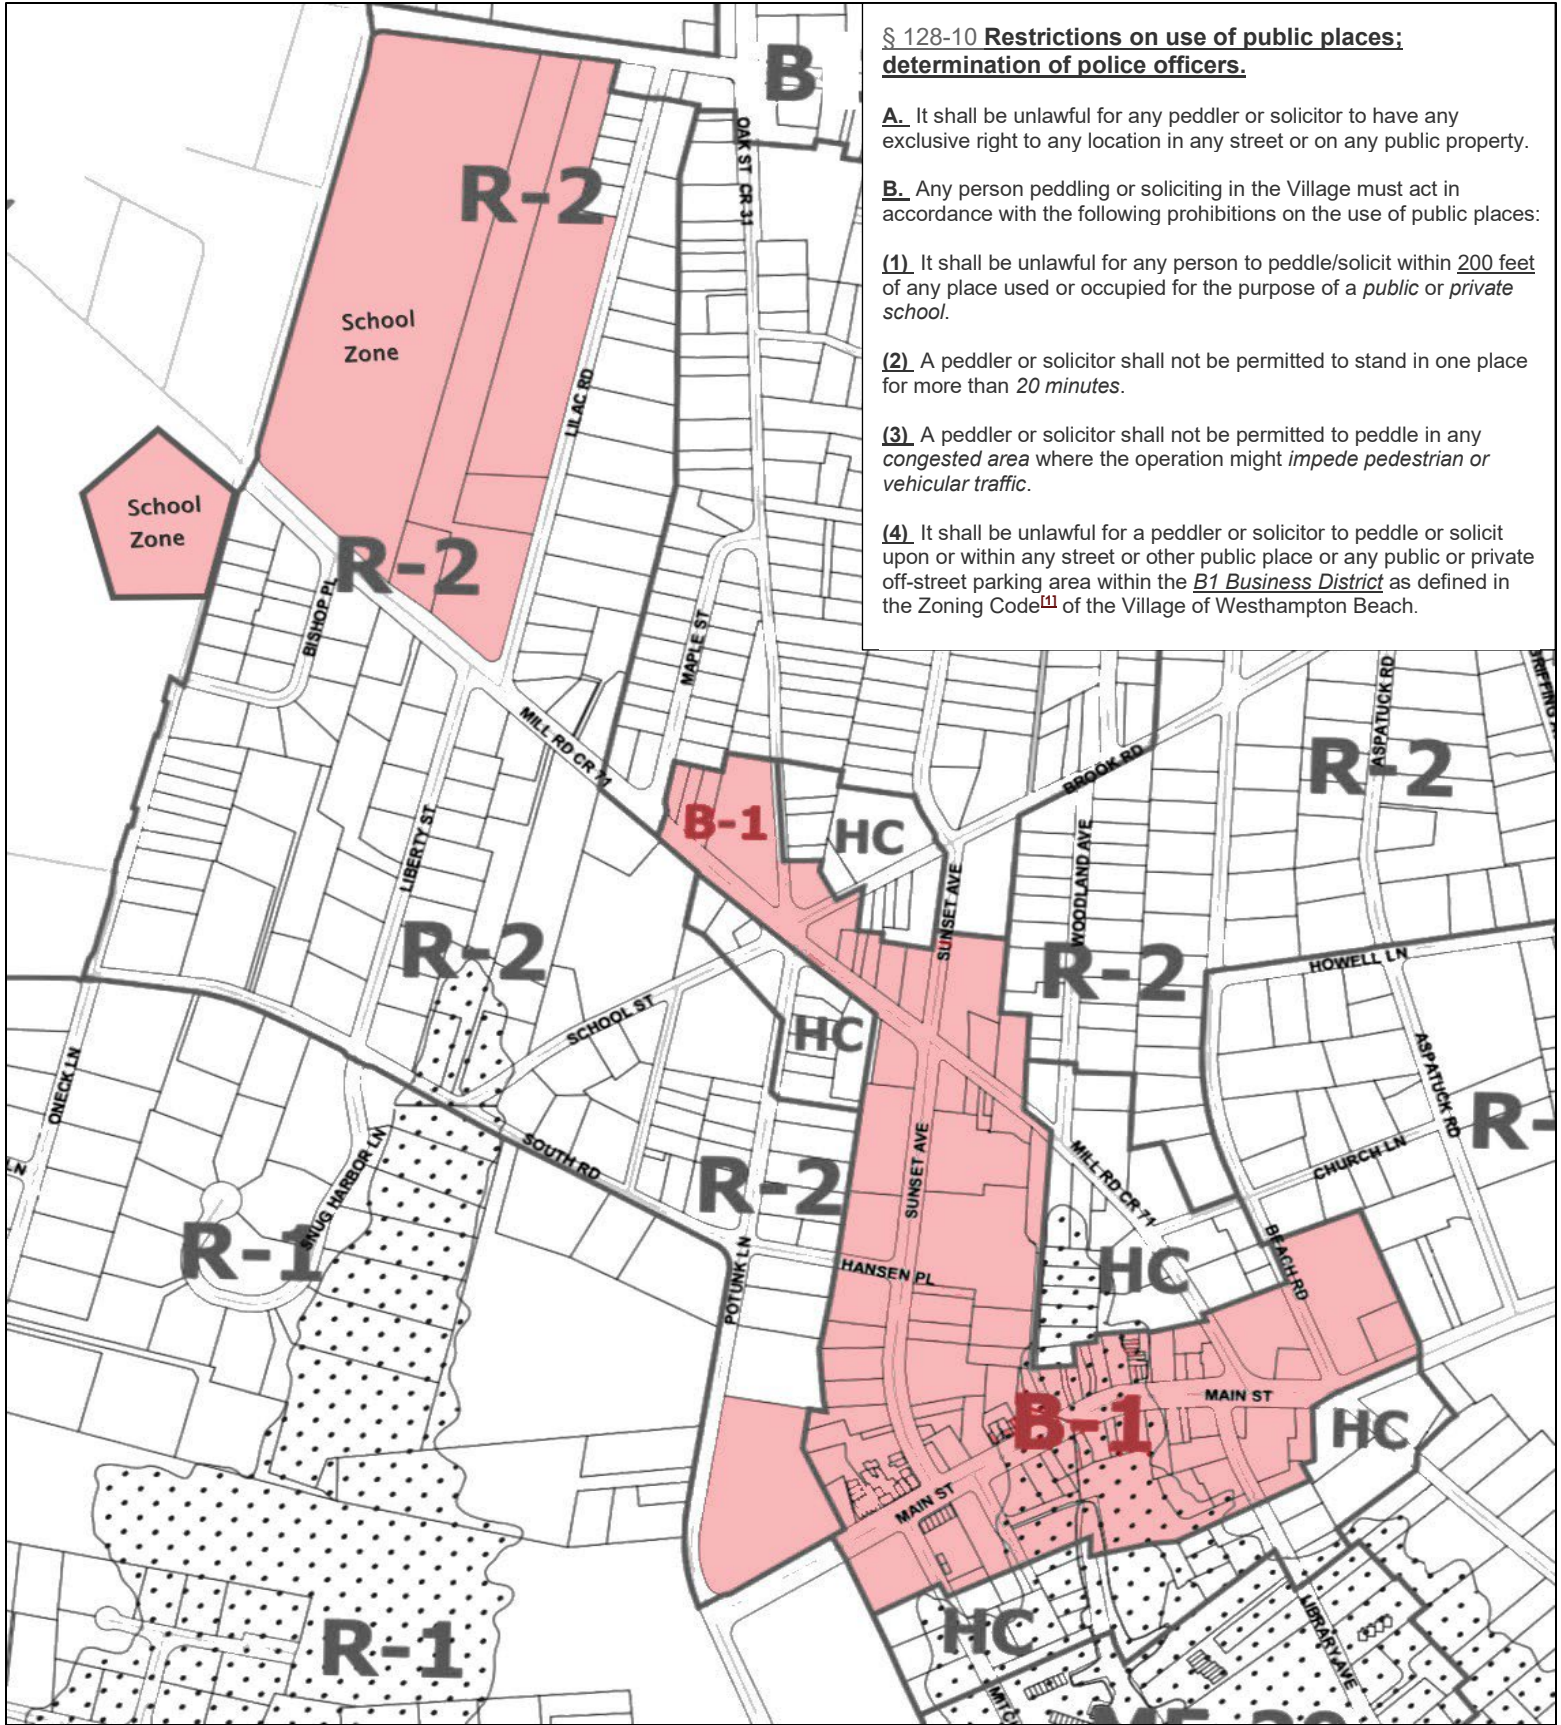 § 128-10 Restrictions on use of public places;
determination of police officers.
A. It shall be unlawful for any peddler or solicitor to have any
exclusive right to any location in any street or on any public property.
B. Any person peddling or soliciting in the Village must act in
accordance with the following prohibitions on the use of public places:
(1) It shall be unlawful for any person to peddle/solicit within 200 feet
of any place used or occupied for the purpose of a public or private
school.
(2) A peddler or solicitor shall not be permitted to stand in one place
for more than 20 minutes.
(3) A peddler or solicitor shall not be permitted to peddle in any
congested area where the operation might impede pedestrian or
vehicular traffic.
(4) It shall be unlawful for a peddler or solicitor to peddle or solicit
upon or within any street or other public place or any public or private
off-street parking area within the B1 Business District as defined in
the Zoning Code[1] of the Village of Westhampton Beach.
B
OAK ST CR 31
R-2
School
Zone
LILAC RD
School
Zone
R-2
BISHOP PL
MAPLE ST
MILL RD CR 71
ASPATUCK RD
R-2
BROOK RD
B-1
HC
LIBERTY ST
SUNSET AVE
WOODLAND AVE
R-2
R-2
HOWELL LN
SCHOOL ST
HC
ONECK LN
ASPATUCK RD
R-
LN
SNUG HARBOR LN
SOUTH RD
R-2
SUNSET AVE
MILL RD CR 71
CHURCH LN
R-1
POTUNK LN
HANSEN PL
HC
BEACH RD
MAIN ST
B-1
HC
MAIN ST
R-1
HC
LIBRARY AVE